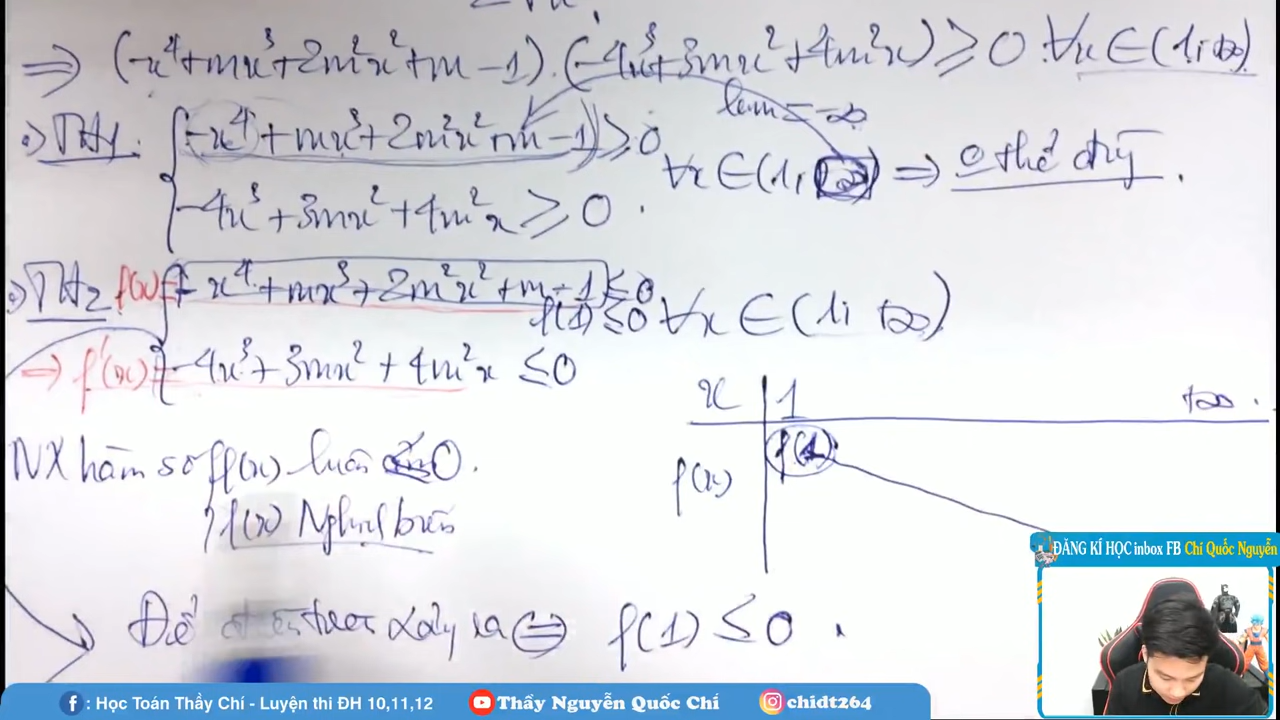 ⇒ (-x⁴+mx³+2m²x²+m-1).(-4x³+3mx²+4m²x) ≥ 0 ∀x ∈ (1; +∞)
lim = -∞
•) TH1. { -x⁴+mx³+2m²x²+m-1) ≥ 0
-4x³+3mx²+4m²x ≥ 0.
∀x ∈ (1; +∞) ⇒ 0 thể xảy.
•) TH2 f(x)= { -x⁴+mx³+2m²x²+m-1 ≤ 0
f(1) ≤ 0 ∀x ∈ (1; +∞)
⇒ f'(x)= { -4x³+3mx²+4m²x ≤ 0
x 1 +∞.
f(x) f(1)
NX hàm số f(x) luôn ≤ 0.
f(x) Nghịch biến
Để xảy ra ⇔ f(1) ≤ 0.
ĐĂNG KÍ HỌC inbox FB Chí Quốc Nguyễn
f : Học Toán Thầy Chí - Luyện thi ĐH 10,11,12 Thầy Nguyễn Quốc Chí chidt264